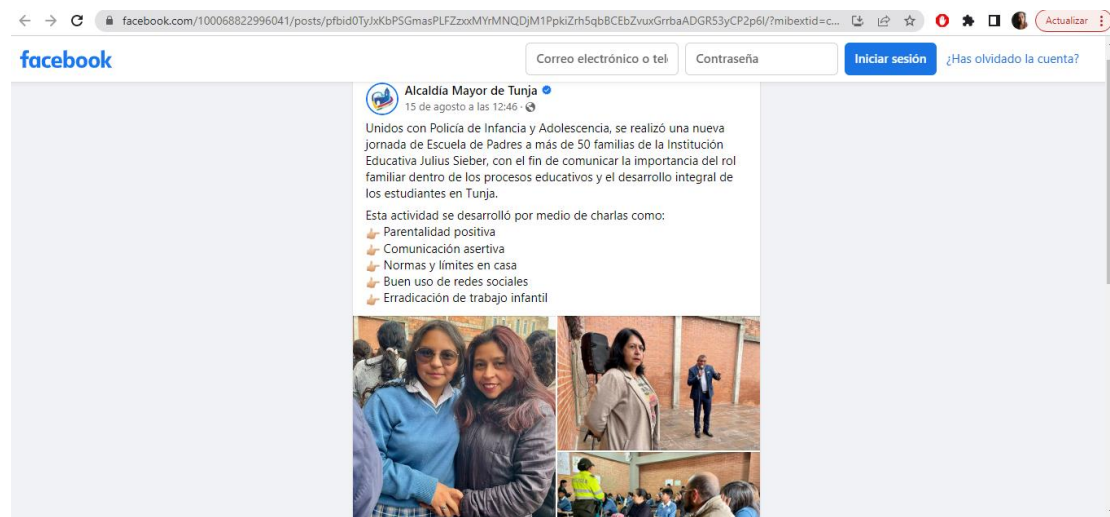 facebook.com/100068822996041/posts/pfbid0TyJxKbPSGmasPLFZzxxMYrMNQDjM1PpkiZrh5qbBCEbZvuxGrrbaADGR53yCP2p6l/?mibextid=c...
Actualizar
facebook
Correo electrónico o telé
Contraseña
Iniciar sesión
¿Has olvidado la cuenta?
Alcaldía Mayor de Tunja
15 de agosto a las 12:46 ·
Unidos con Policía de Infancia y Adolescencia, se realizó una nueva
jornada de Escuela de Padres a más de 50 familias de la Institución
Educativa Julius Sieber, con el fin de comunicar la importancia del rol
familiar dentro de los procesos educativos y el desarrollo integral de
los estudiantes en Tunja.
Esta actividad se desarrolló por medio de charlas como:
👉🏼 Parentalidad positiva
👉🏼 Comunicación asertiva
👉🏼 Normas y límites en casa
👉🏼 Buen uso de redes sociales
👉🏼 Erradicación de trabajo infantil